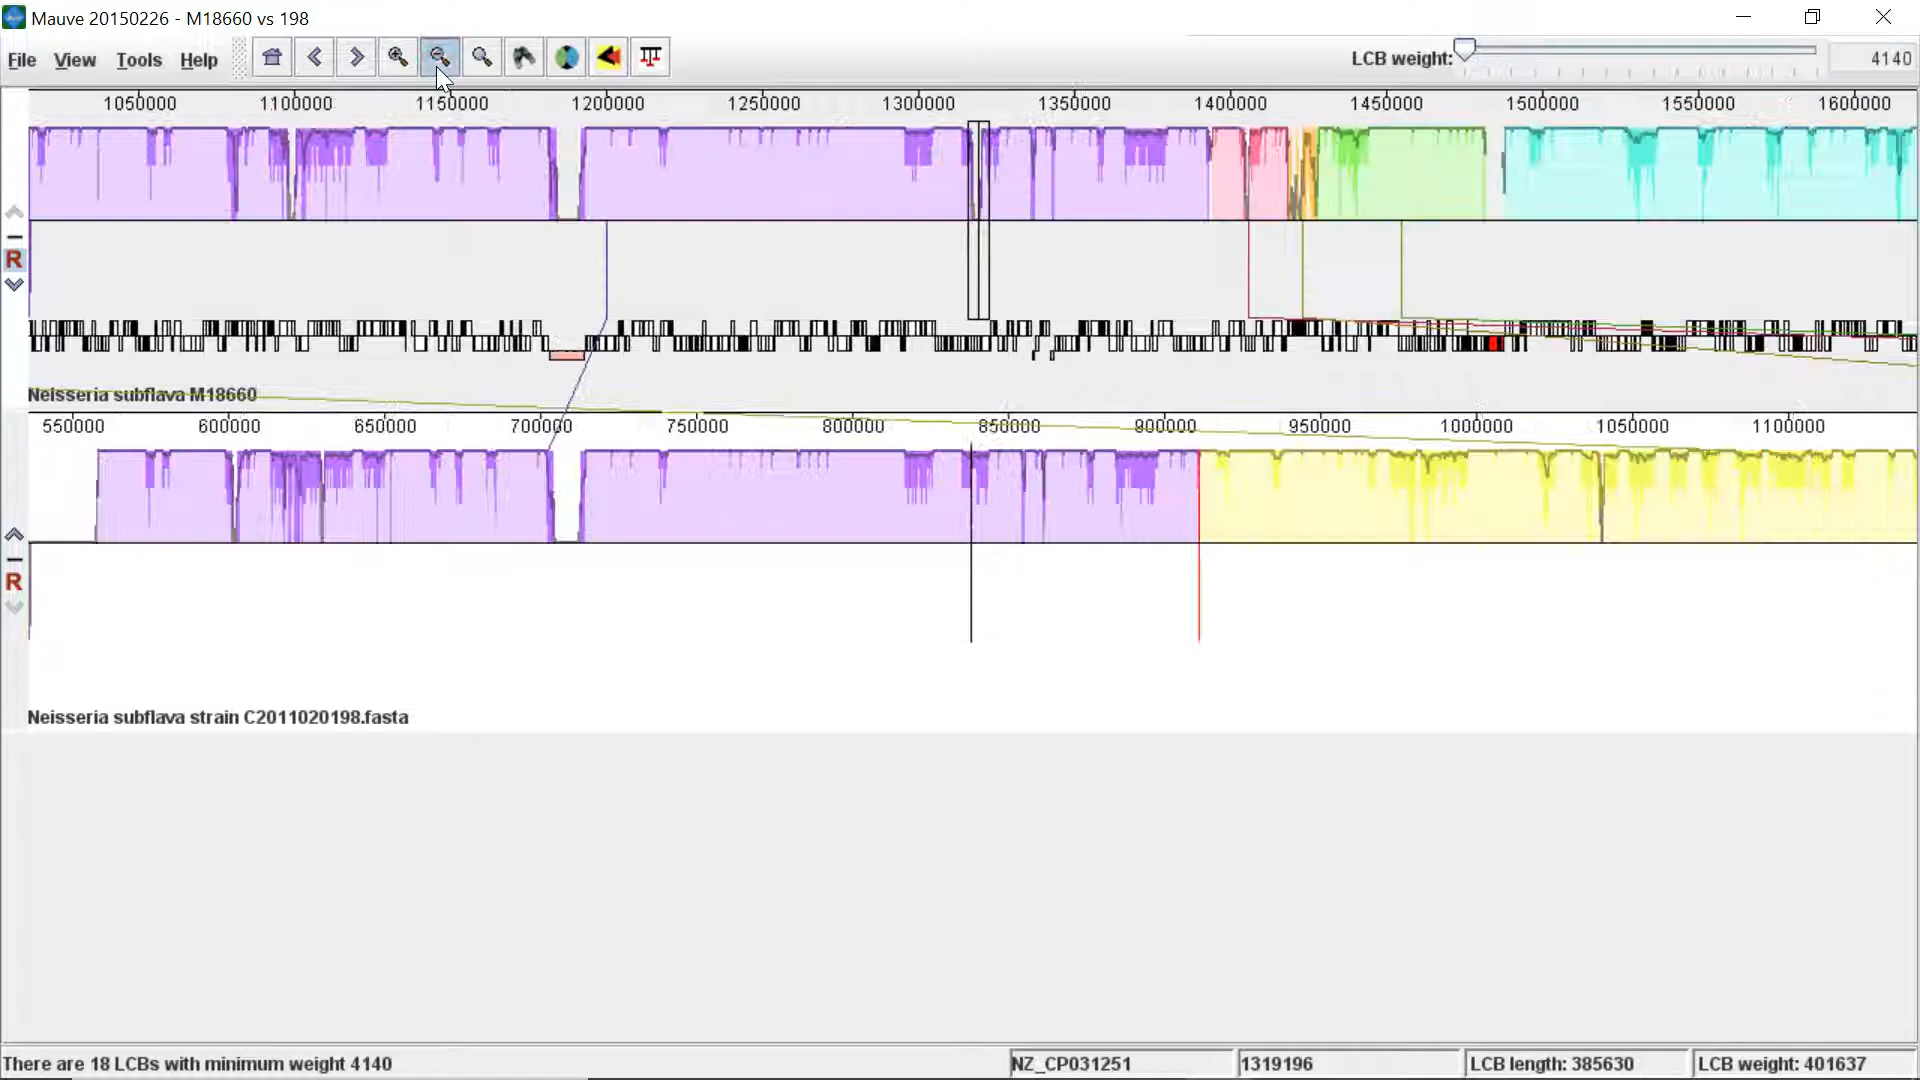 Mauve 20150226 - M18660 vs 198
File View Tools Help LCB weight: 4140
1050000 1100000 1150000 1200000 1250000 1300000 1350000 1400000 1450000 1500000 1550000 1600000
R
Neisseria subflava M18660
550000 600000 650000 700000 750000 800000 850000 900000 950000 1000000 1050000 1100000
R
Neisseria subflava strain C2011020198.fasta
There are 18 LCBs with minimum weight 4140 NZ_CP031251 1319196 LCB length: 385630 LCB weight: 401637